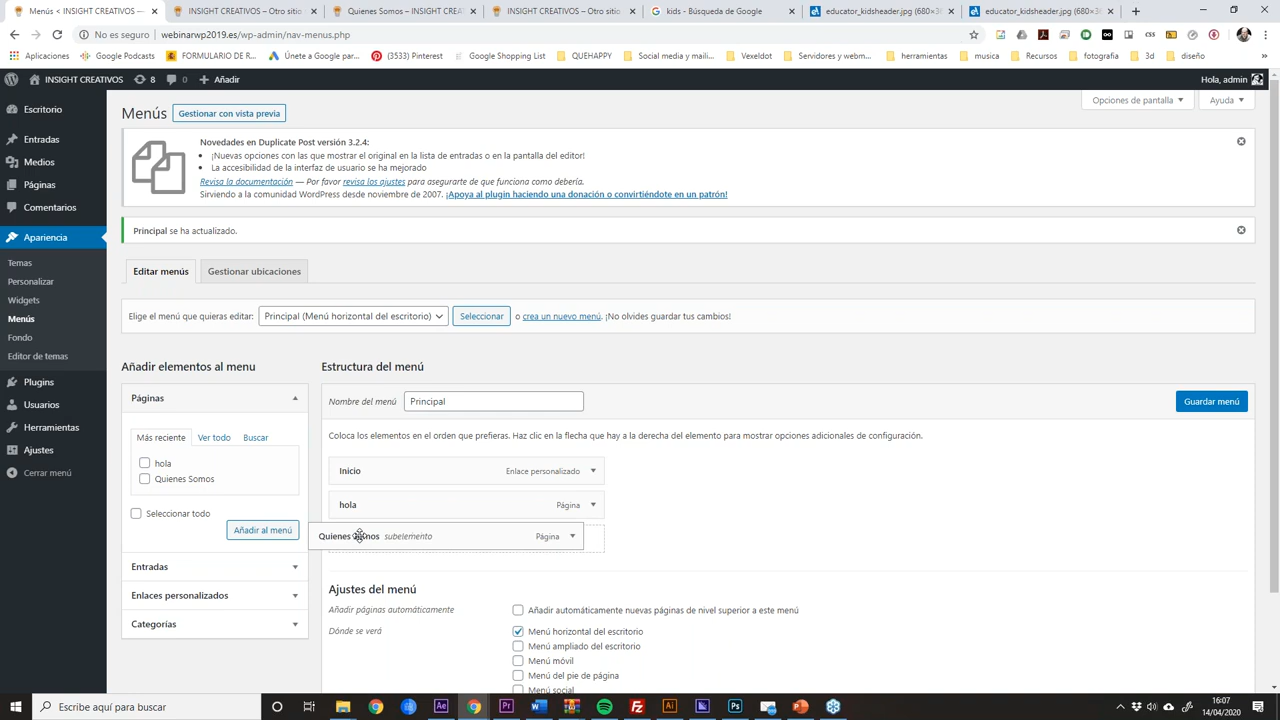 Menús < INSIGHT CREATIVOS
INSIGHT CREATIVOS – Otro sitio
Quienes Somos – INSIGHT CREAT
INSIGHT CREATIVOS – Otro sitio
kids - Búsqueda de Google
educator_kidsheader.jpg (680×38
educator_kidsheader.jpg (680×38
No es seguro webinarwp2019.es/wp-admin/nav-menus.php
Aplicaciones
Google Podcasts
FORMULARIO DE R...
Únete a Google par...
(3533) Pinterest
Google Shopping List
QUEHAPPY
Social media y maili...
Vexeldot
Servidores y webm...
herramientas
musica
Recursos
fotografia
3d
diseño
INSIGHT CREATIVOS 8 0 Añadir
Hola, admin
Escritorio
Entradas
Medios
Páginas
Comentarios
Apariencia
Temas
Personalizar
Widgets
Menús
Fondo
Editor de temas
Plugins
Usuarios
Herramientas
Ajustes
Cerrar menú
Opciones de pantalla Ayuda
Menús Gestionar con vista previa
Novedades en Duplicate Post versión 3.2.4:
¡Nuevas opciones con las que mostrar el original en la lista de entradas o en la pantalla del editor!
La accesibilidad de la interfaz de usuario se ha mejorado
Revisa la documentación — Por favor revisa los ajustes para asegurarte de que funciona como debería.
Sirviendo a la comunidad WordPress desde noviembre de 2007. ¡Apoya al plugin haciendo una donación o convirtiéndote en un patrón!
Principal se ha actualizado.
Editar menús Gestionar ubicaciones
Elige el menú que quieras editar: Principal (Menú horizontal del escritorio) Seleccionar o crea un nuevo menú. ¡No olvides guardar tus cambios!
Añadir elementos al menu
Páginas
Más reciente Ver todo Buscar
hola
Quienes Somos
Seleccionar todo
Añadir al menú
Entradas
Enlaces personalizados
Categorías
Estructura del menú
Nombre del menú Principal Guardar menú
Coloca los elementos en el orden que prefieras. Haz clic en la flecha que hay a la derecha del elemento para mostrar opciones adicionales de configuración.
Inicio Enlace personalizado
hola Página
Quienes Somos subelemento Página
Ajustes del menú
Añadir páginas automáticamente
Añadir automáticamente nuevas páginas de nivel superior a este menú
Dónde se verá
Menú horizontal del escritorio
Menú ampliado del escritorio
Menú móvil
Menú del pie de página
Menú social
Escribe aquí para buscar
16:07
14/04/2020